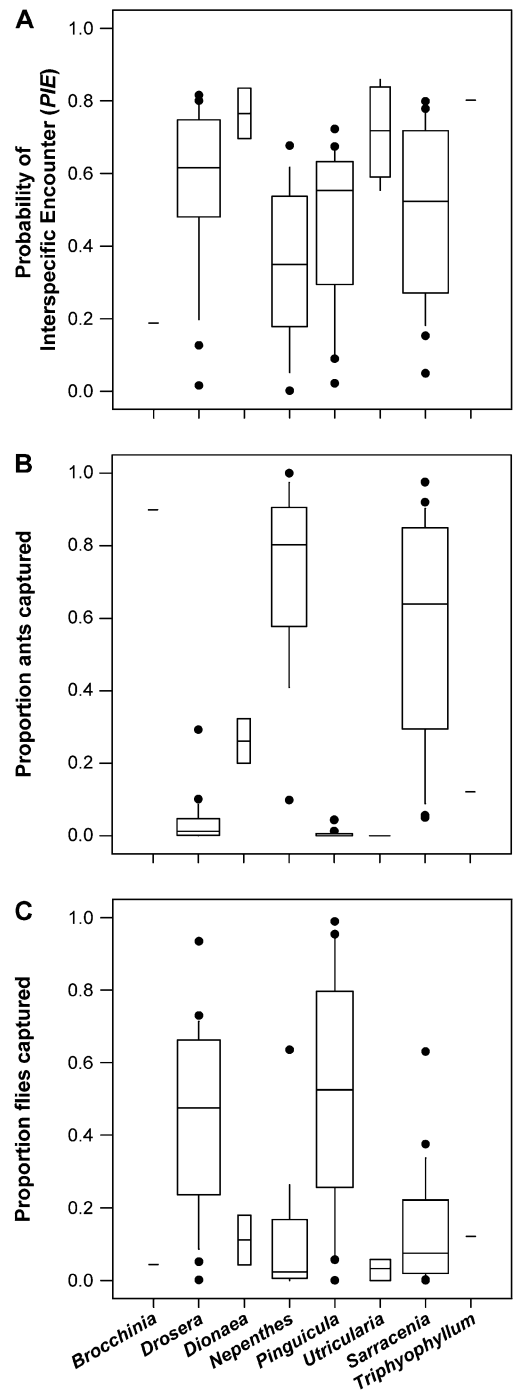 A
Probability of
Interspecific Encounter (PIE)
1.0
0.8
0.6
0.4
0.2
0.0
B
Proportion ants captured
1.0
0.8
0.6
0.4
0.2
0.0
C
Proportion flies captured
1.0
0.8
0.6
0.4
0.2
0.0
Brocchinia
Drosera
Dionaea
Nepenthes
Pinguicula
Utricularia
Sarracenia
Triphyophyllum